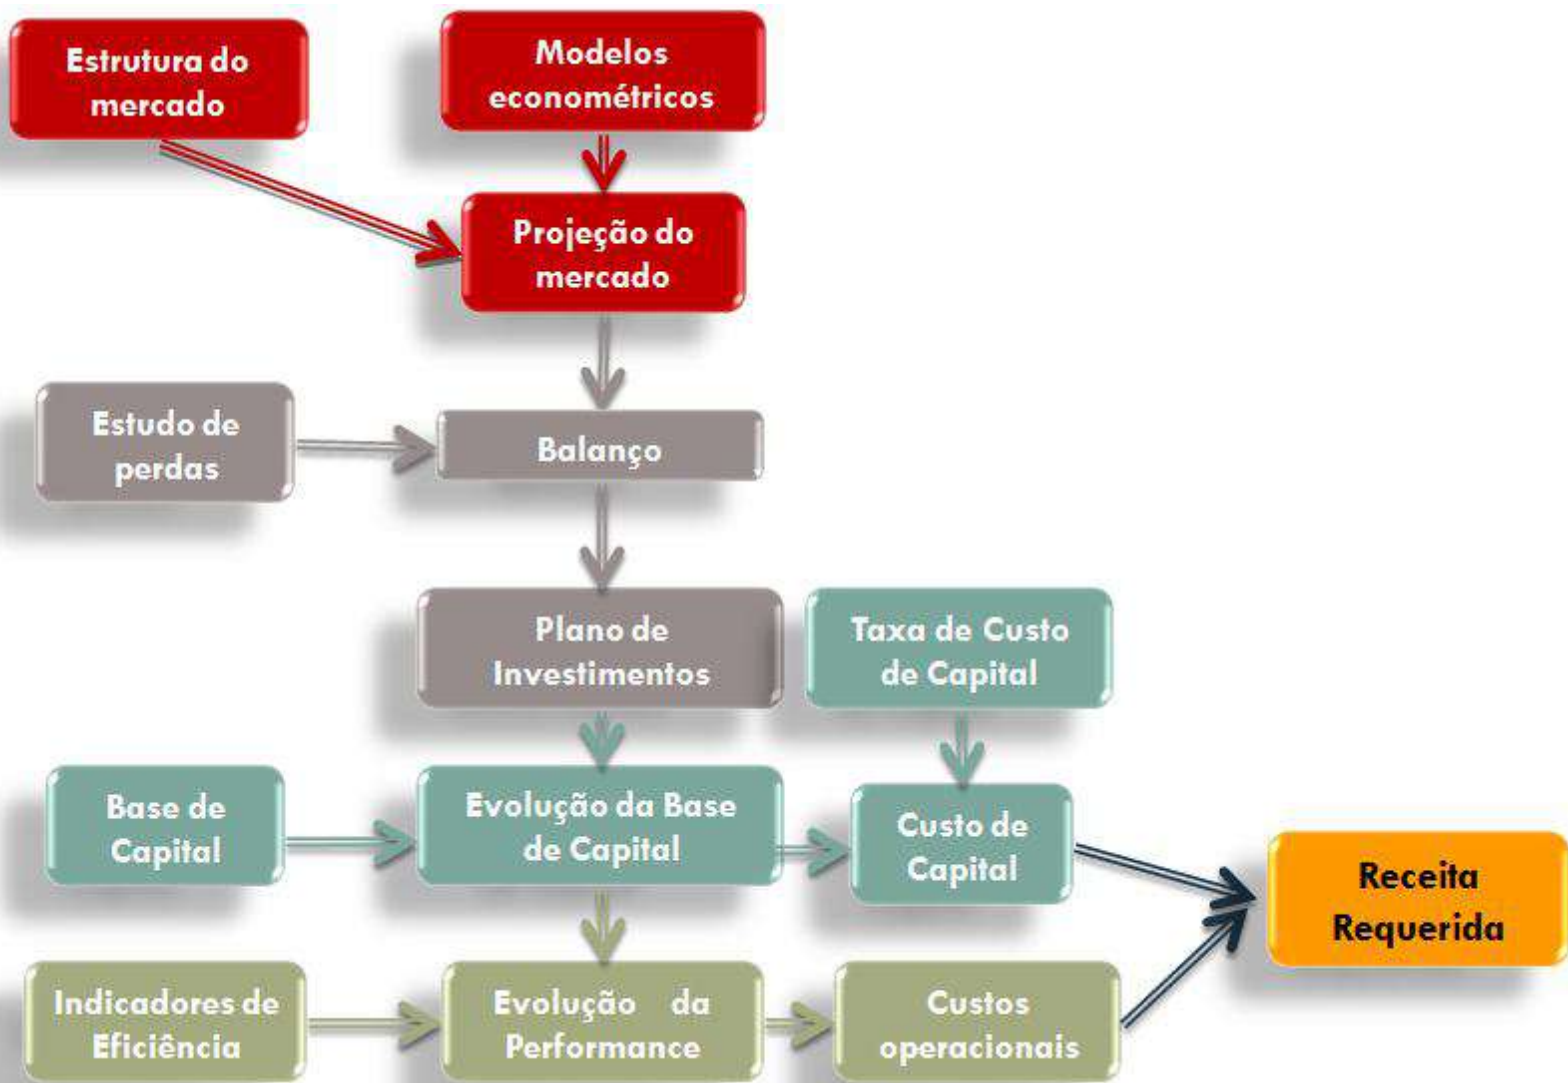 Estrutura do
mercado
Modelos
econométricos
Projeção do
mercado
Estudo de
perdas
Balanço
Plano de
Investimentos
Taxa de Custo
de Capital
Base de
Capital
Evolução da Base
de Capital
Custo de
Capital
Receita
Requerida
Indicadores de
Eficiência
Evolução da
Performance
Custos
operacionais